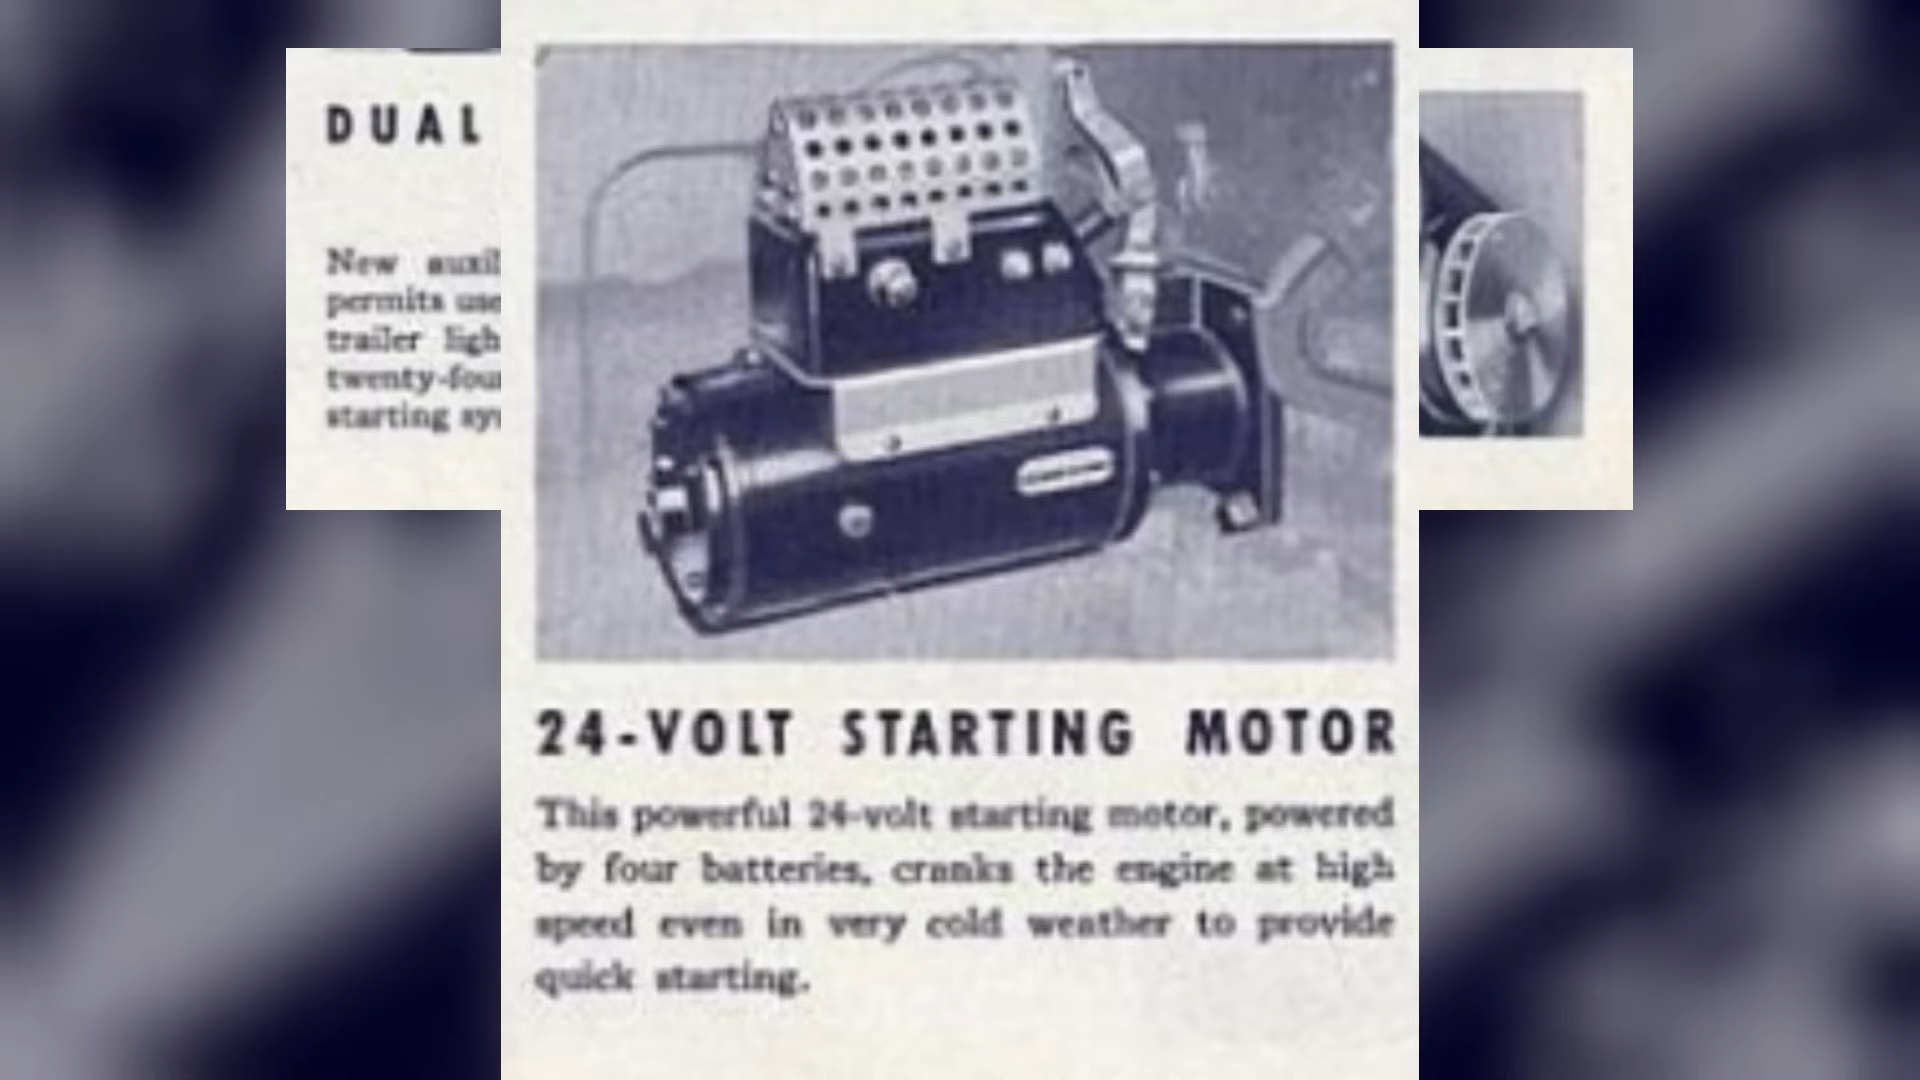 DUAL
New auxil
permits use
trailer ligh
twenty-four
starting sys
24-VOLT STARTING MOTOR
This powerful 24-volt starting motor, powered
by four batteries, cranks the engine at high
speed even in very cold weather to provide
quick starting.